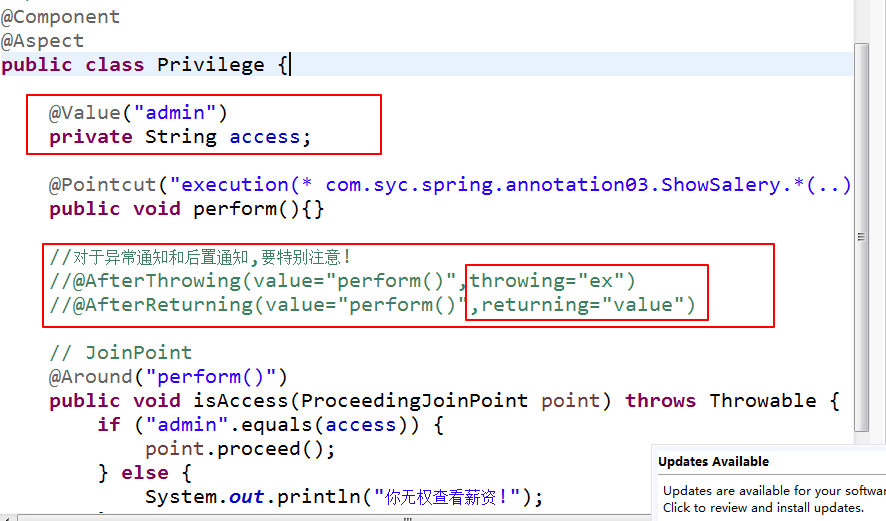 @Component
@Aspect
public class Privilege {
@Value("admin")
private String access;
@Pointcut("execution(* com.syc.spring.annotation03.ShowSalery.*(..)
public void perform(){}
//对于异常通知和后置通知,要特别注意!
//@AfterThrowing(value="perform()",throwing="ex")
//@AfterReturning(value="perform()",returning="value")
// JoinPoint
@Around("perform()")
public void isAccess(ProceedingJoinPoint point) throws Throwable {
if ("admin".equals(access)) {
point.proceed();
} else {
System.out.println("你无权查看薪资!");
Updates Available
Updates are available for your softwar
Click to review and install updates.